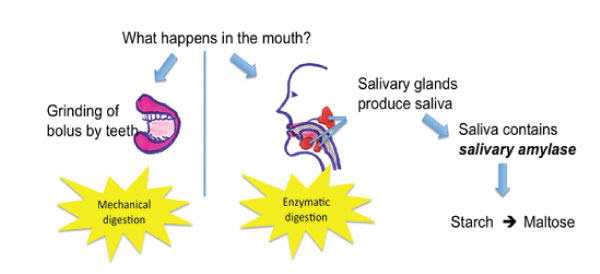 What happens in the mouth?
Grinding of
bolus by teeth
Mechanical
digestion
Enzymatic
digestion
Salivary glands
produce saliva
Saliva contains
salivary amylase
Starch → Maltose